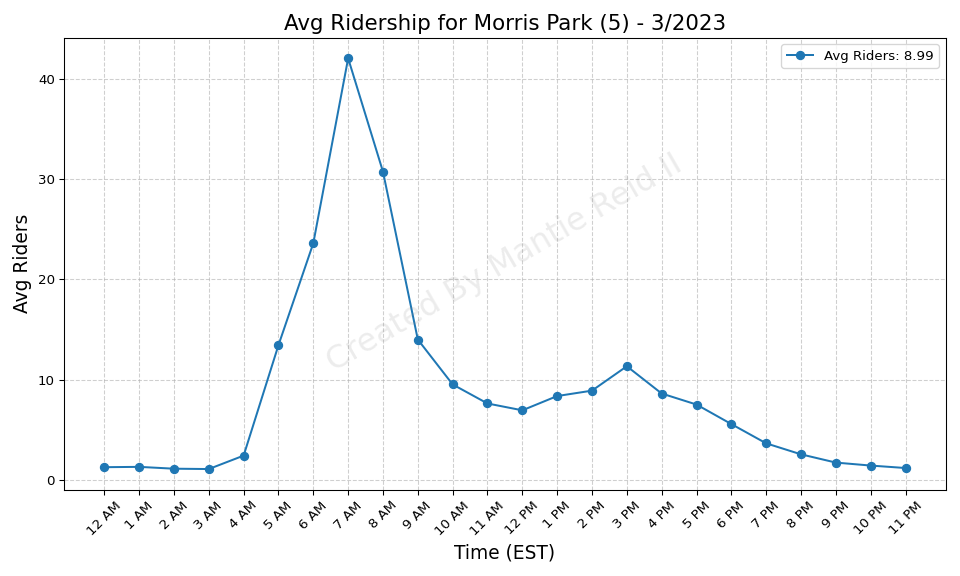 Avg Ridership for Morris Park (5) - 3/2023
Avg Riders: 8.99
Avg Riders
40
30
20
10
0
Created By Mantie Reid II
12 AM
1 AM
2 AM
3 AM
4 AM
5 AM
6 AM
7 AM
8 AM
9 AM
10 AM
11 AM
12 PM
1 PM
2 PM
3 PM
4 PM
5 PM
6 PM
7 PM
8 PM
9 PM
10 PM
11 PM
Time (EST)